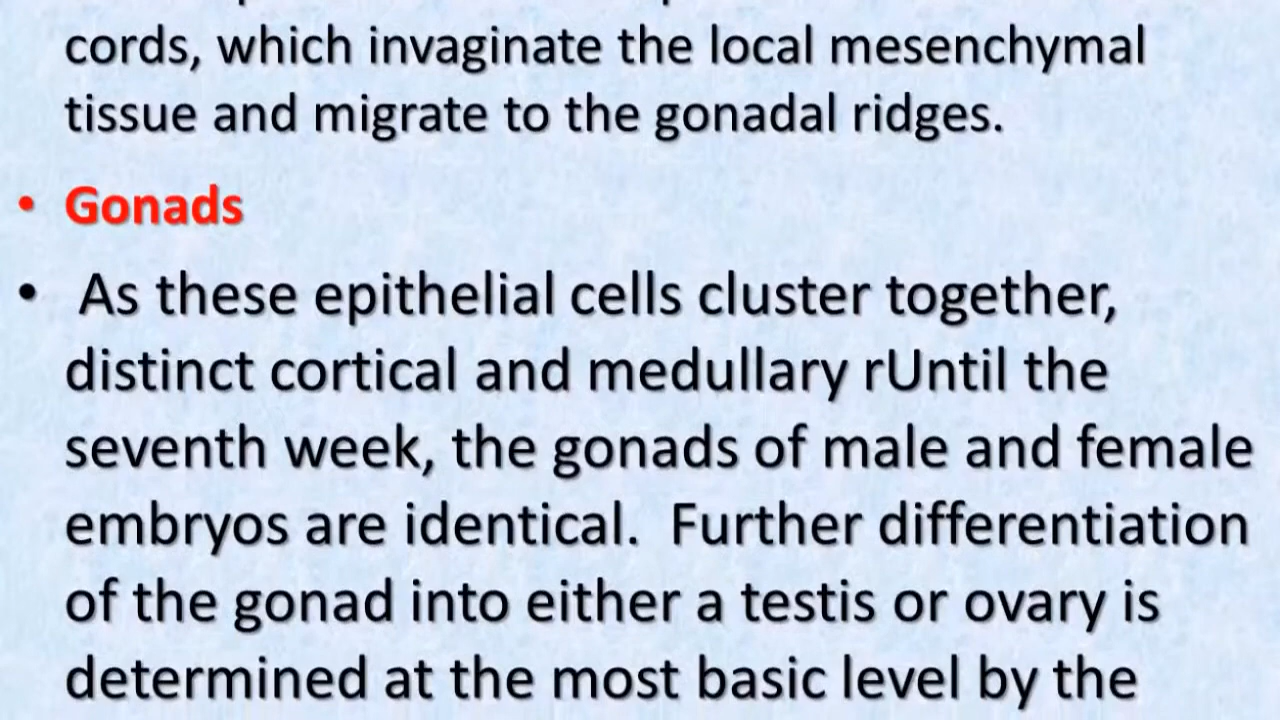 cords, which invaginate the local mesenchymal
tissue and migrate to the gonadal ridges.
• Gonads
• As these epithelial cells cluster together,
distinct cortical and medullary rUntil the
seventh week, the gonads of male and female
embryos are identical.  Further differentiation
of the gonad into either a testis or ovary is
determined at the most basic level by the